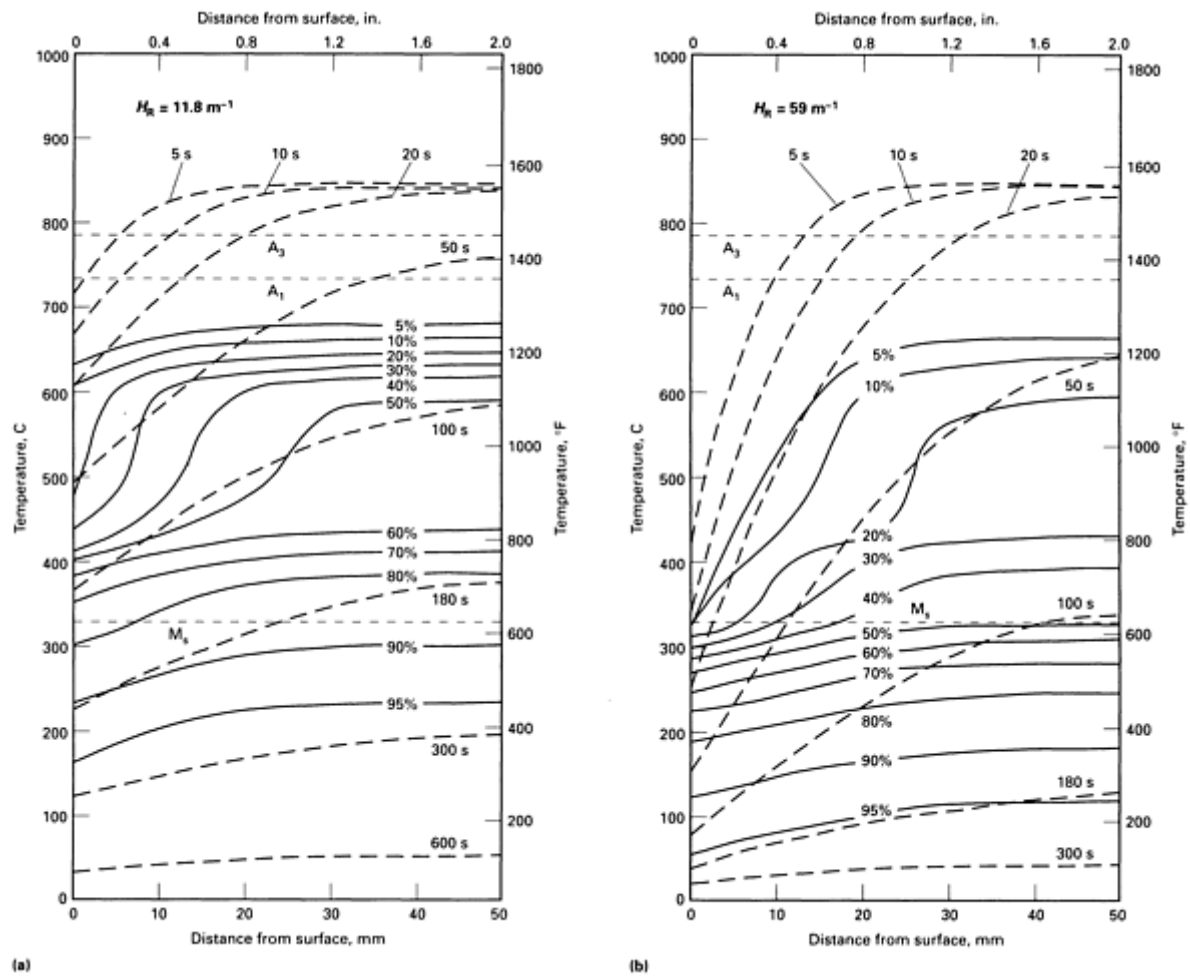 Distance from surface, in.
0 0.4 0.8 1.2 1.6 2.0
1000
900
800
700
600
500
400
300
200
100
0
Temperature, C
H_R = 11.8 m⁻¹
5 s
10 s
20 s
A₃
50 s
A₁
5%
10%
20%
30%
40%
50%
100 s
60%
70%
80%
180 s
Mₛ
90%
95%
300 s
600 s
1800
1600
1400
1200
1000
800
600
400
200
Temperature, °F
0 10 20 30 40 50
Distance from surface, mm
(a)
Distance from surface, in.
0 0.4 0.8 1.2 1.6 2.0
1000
900
800
700
600
500
400
300
200
100
0
Temperature, C
H_R = 59 m⁻¹
5 s
10 s
20 s
A₃
A₁
5%
10%
50 s
20%
30%
40%
Mₛ
100 s
50%
60%
70%
80%
90%
180 s
95%
300 s
1800
1600
1400
1200
1000
800
600
400
200
Temperature, °F
0 10 20 30 40 50
Distance from surface, mm
(b)